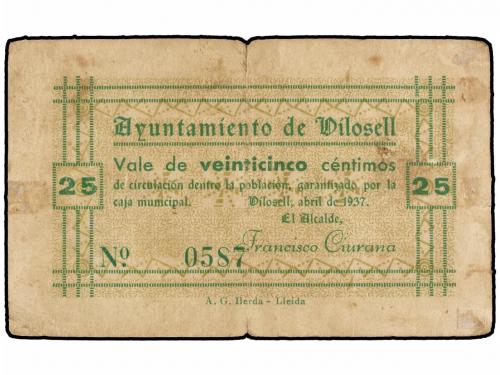 Ayuntamiento de Vilosell
Vale de veinticinco céntimos
25 de circulación dentro la población, garantizado por la 25
caja municipal. Vilosell, abril de 1937.
El Alcalde,
Francisco Ciurana
Nº 0587
A. G. Ilerda - Lleida